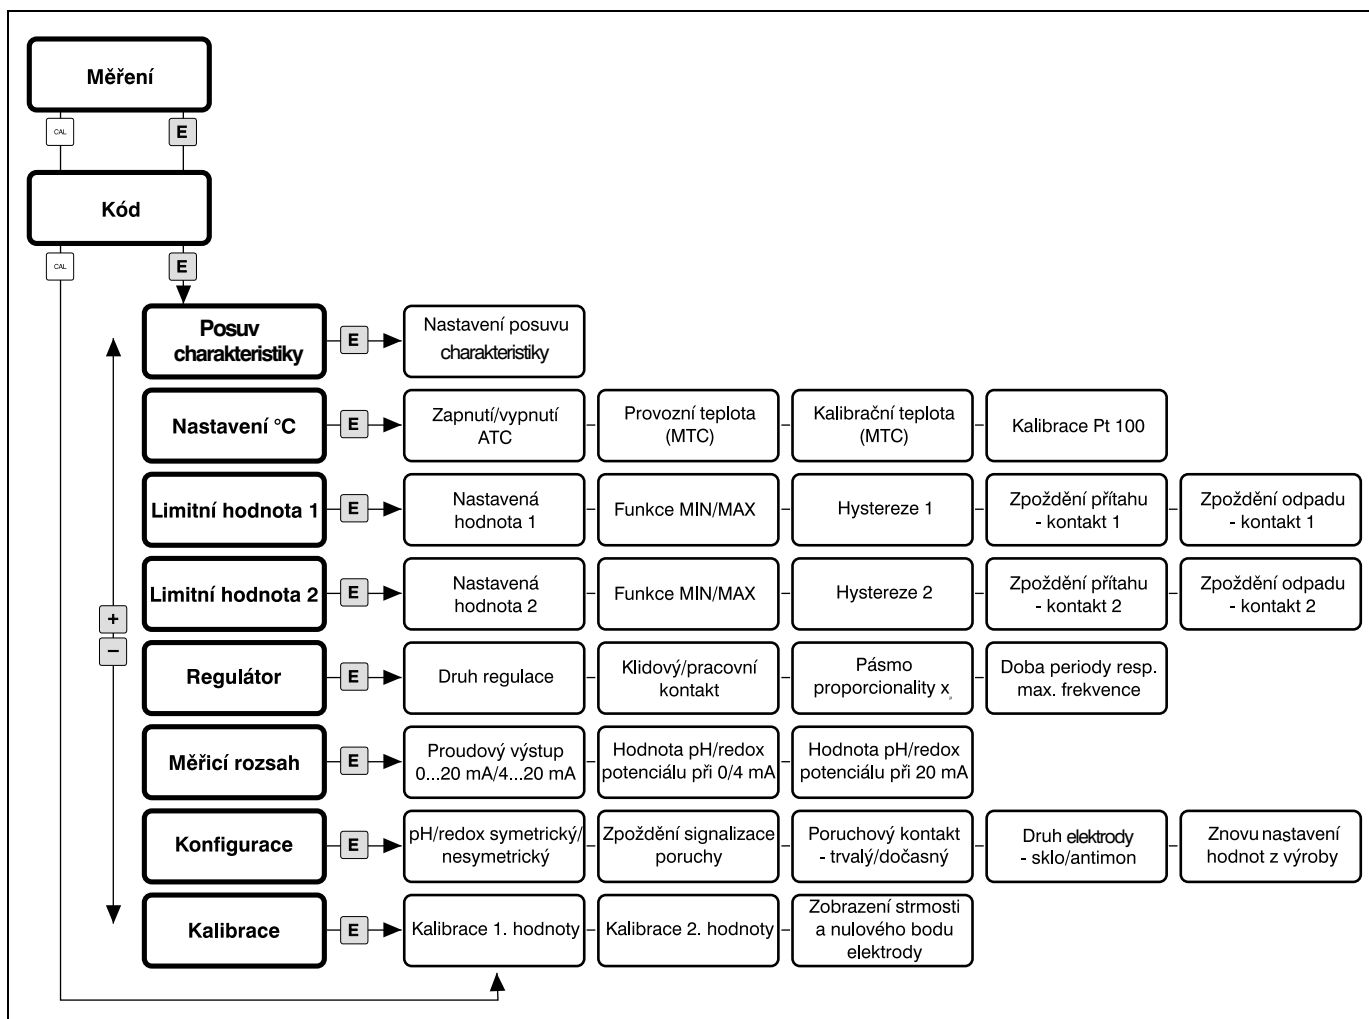 Měření
CAL
E
Kód
CAL
E
Posuv
charakteristiky
E
Nastavení posuvu
charakteristiky
Nastavení °C
E
Zapnutí/vypnutí
ATC
Provozní teplota
(MTC)
Kalibrační teplota
(MTC)
Kalibrace Pt 100
Limitní hodnota 1
E
Nastavená
hodnota 1
Funkce MIN/MAX
Hystereze 1
Zpoždění přítahu
- kontakt 1
Zpoždění odpadu
- kontakt 1
Limitní hodnota 2
E
Nastavená
hodnota 2
Funkce MIN/MAX
Hystereze 2
Zpoždění přítahu
- kontakt 2
Zpoždění odpadu
- kontakt 2
+
−
Regulátor
E
Druh regulace
Klidový/pracovní
kontakt
Pásmo
proporcionality x
Doba periody resp.
max. frekvence
Měřicí rozsah
E
Proudový výstup
0...20 mA/4...20 mA
Hodnota pH/redox
potenciálu při 0/4 mA
Hodnota pH/redox
potenciálu při 20 mA
Konfigurace
E
pH/redox symetrický/
nesymetrický
Zpoždění signalizace
poruchy
Poruchový kontakt
- trvalý/dočasný
Druh elektrody
- sklo/antimon
Znovu nastavení
hodnot z výroby
Kalibrace
E
Kalibrace 1. hodnoty
Kalibrace 2. hodnoty
Zobrazení strmosti
a nulového bodu
elektrody